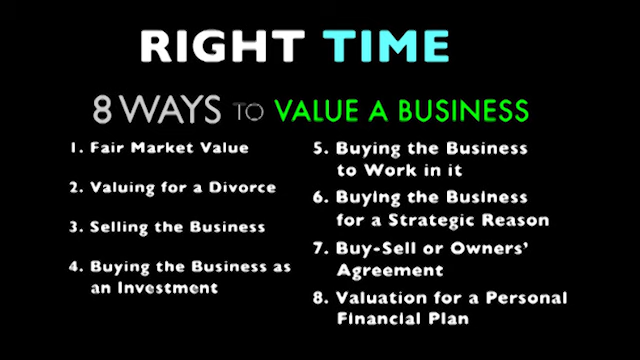 RIGHT TIME
8 WAYS TO VALUE A BUSINESS
1. Fair Market Value
2. Valuing for a Divorce
3. Selling the Business
4. Buying the Business as
an Investment
5. Buying the Business
to Work in it
6. Buying the Business
for a Strategic Reason
7. Buy-Sell or Owners’
Agreement
8. Valuation for a Personal
Financial Plan